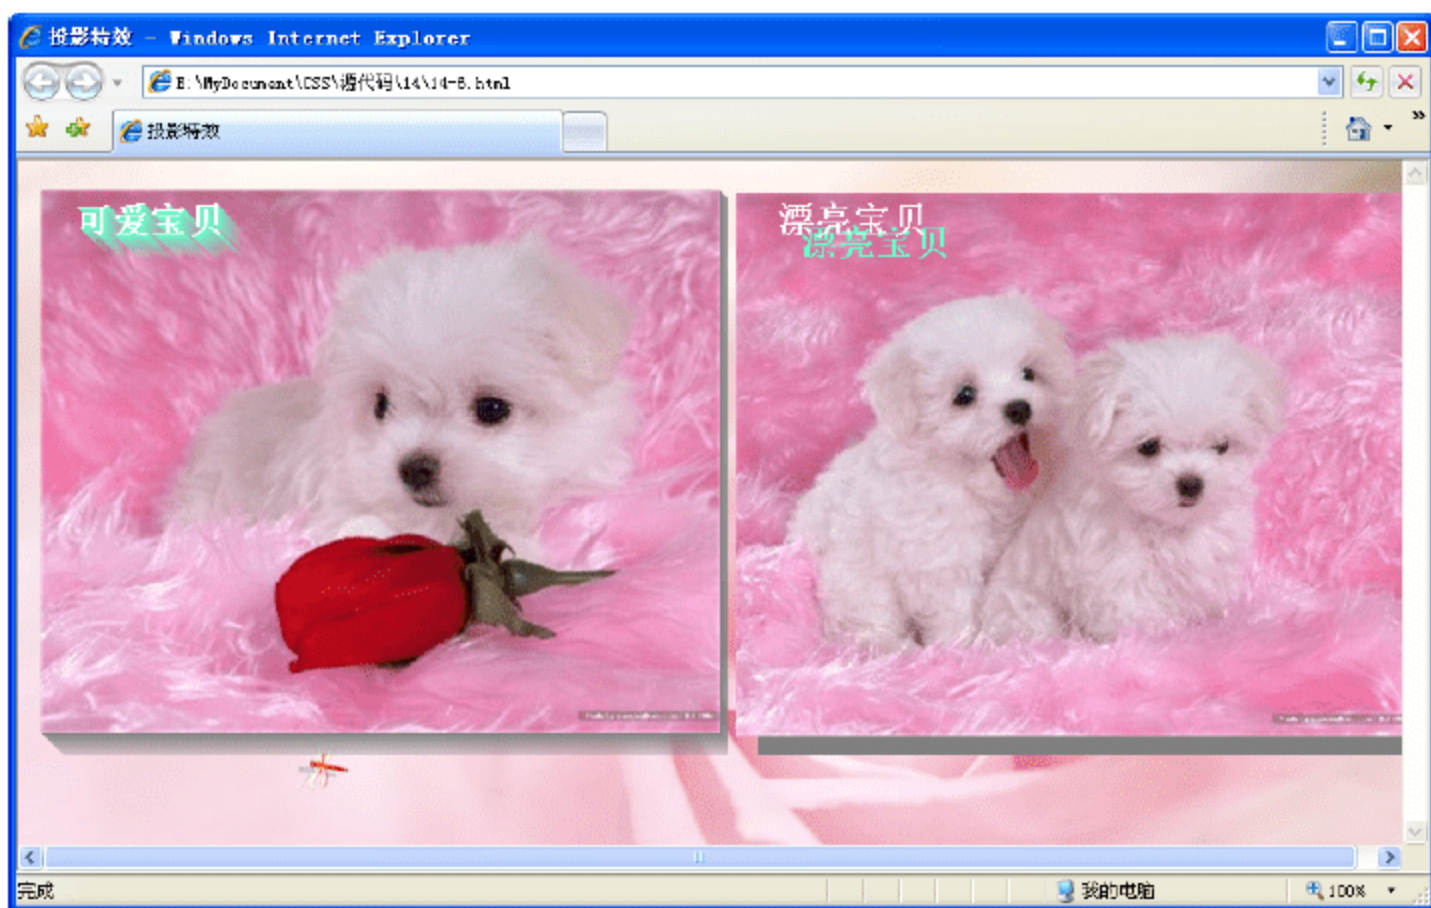 投影特效 - Windows Internet Explorer
E:\MyDocument\CSS\源代码\14\14-6.html
投影特效
可爱宝贝
漂亮宝贝
漂亮宝贝
完成
我的电脑
100%